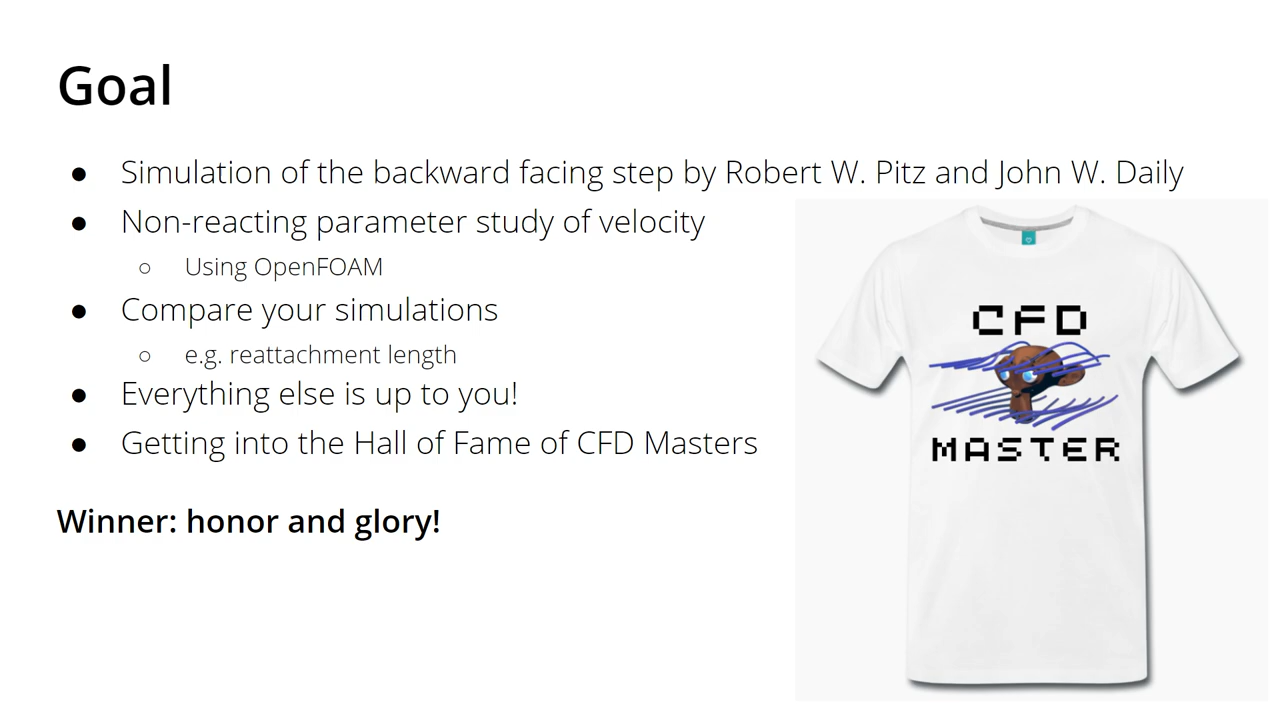 Goal
● Simulation of the backward facing step by Robert W. Pitz and John W. Daily
● Non-reacting parameter study of velocity
○ Using OpenFOAM
● Compare your simulations
○ e.g. reattachment length
● Everything else is up to you!
● Getting into the Hall of Fame of CFD Masters
Winner: honor and glory!
CFD
MASTER